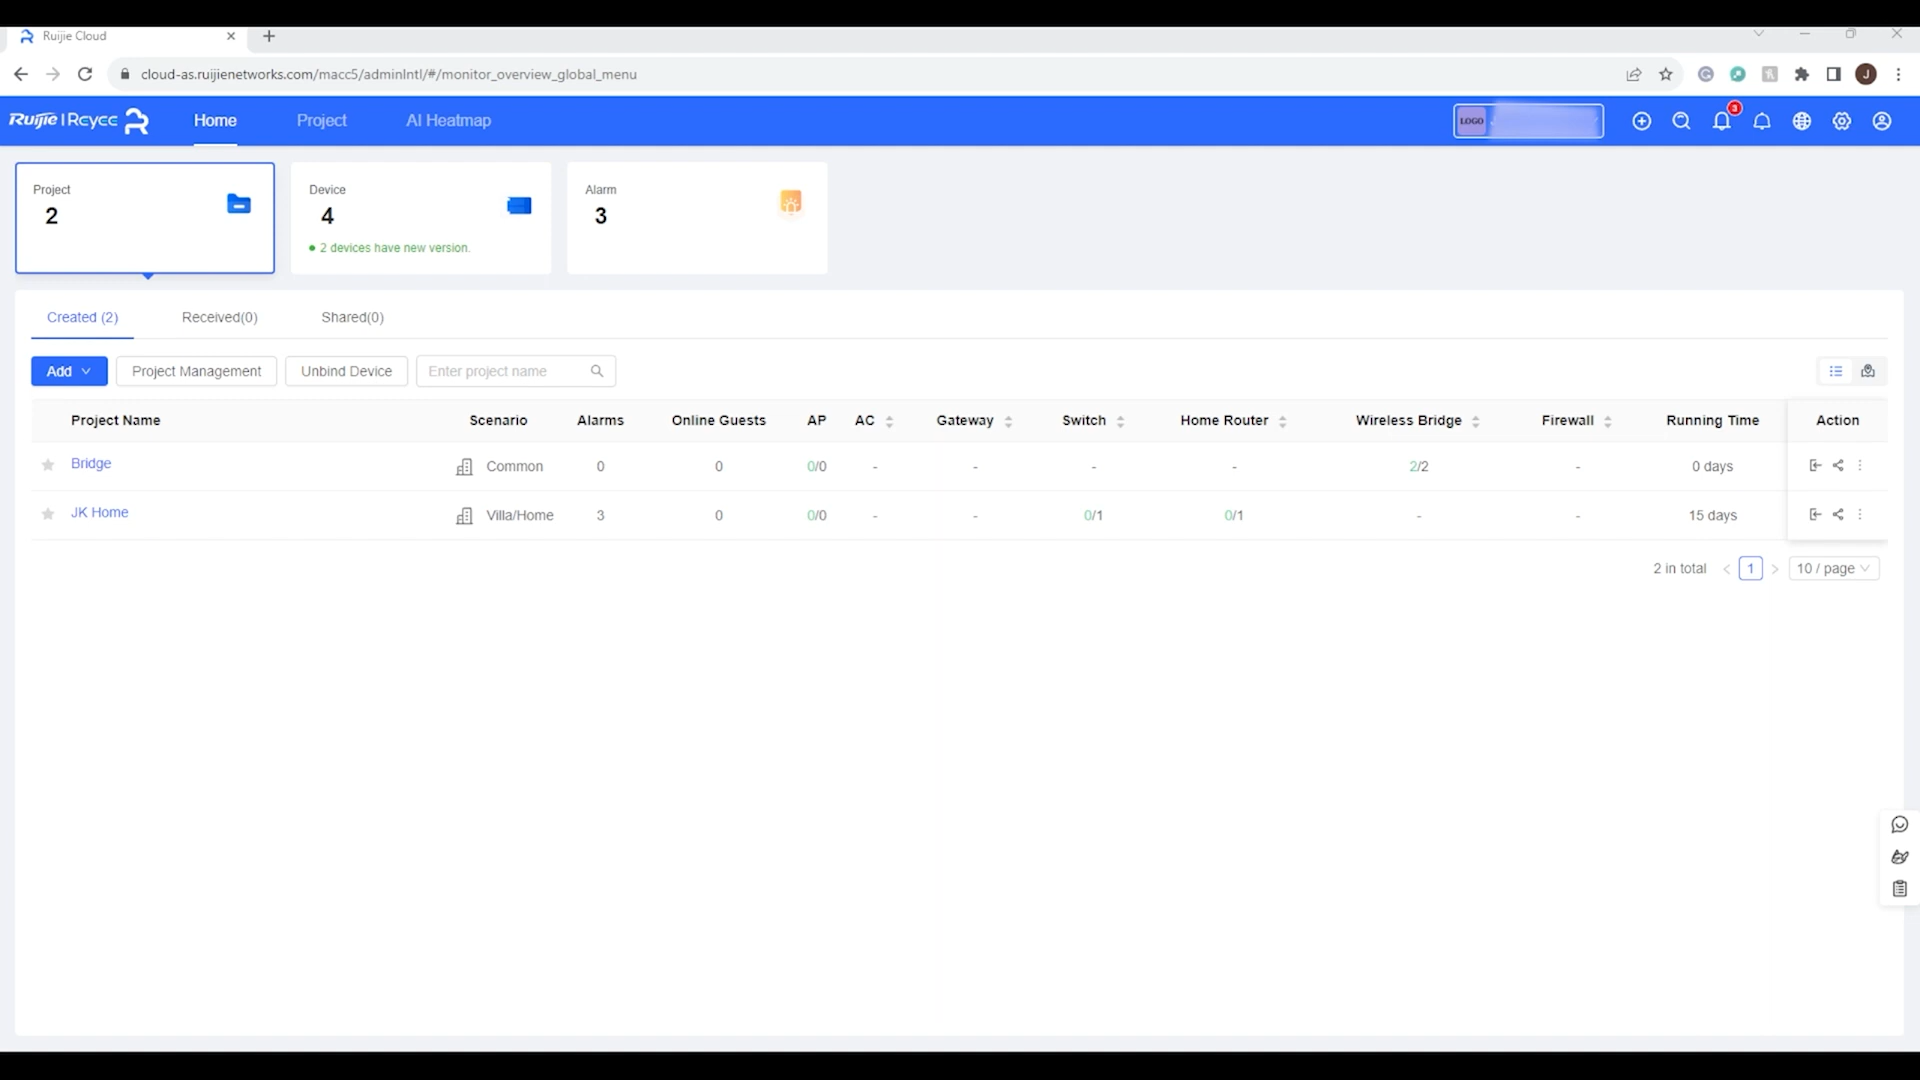 Ruijie Cloud
cloud-as.ruijienetworks.com/macc5/adminIntl/#/monitor_overview_global_menu
J
Ruijie | Reyee Home Project AI Heatmap LOGO 3
Project
2
Device
4
2 devices have new version.
Alarm
3
Created (2) Received(0) Shared(0)
Add Project Management Unbind Device Enter project name
Project Name Scenario Alarms Online Guests AP AC Gateway Switch Home Router Wireless Bridge Firewall Running Time Action
Bridge Common 0 0 0/0 - - - - 2/2 - 0 days
JK Home Villa/Home 3 0 0/0 - - 0/1 0/1 - - 15 days
2 in total < 1 > 10 / page